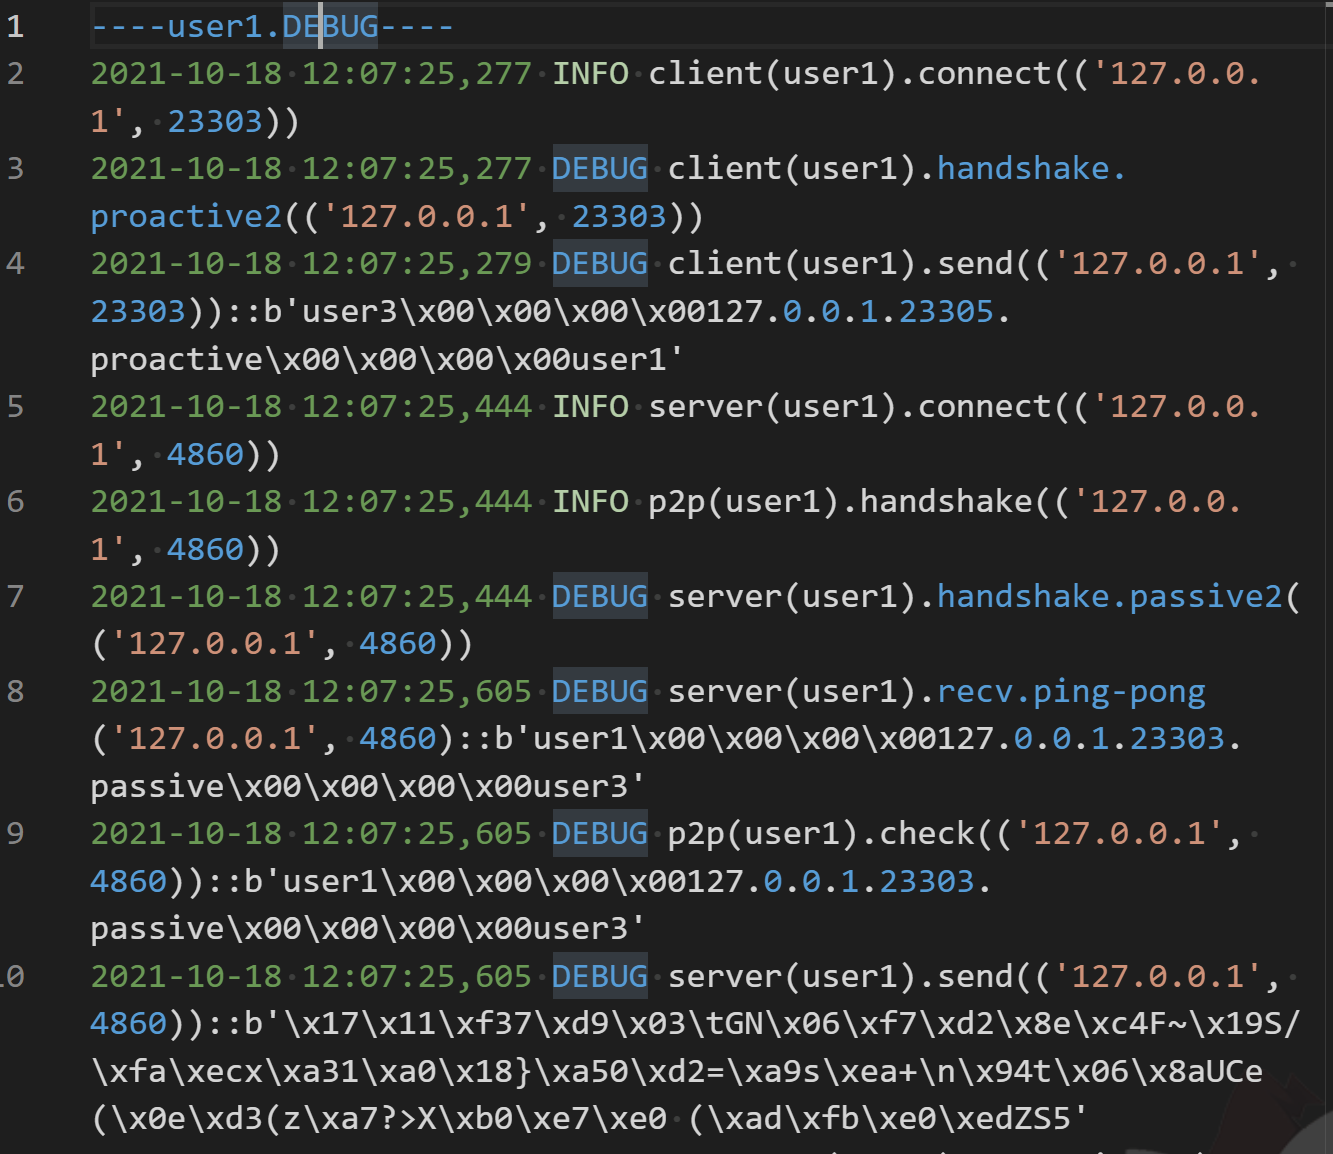 1 ----user1.DEBUG----
2 2021-10-18 12:07:25,277 INFO client(user1).connect(('127.0.0.
1', 23303))
3 2021-10-18 12:07:25,277 DEBUG client(user1).handshake.
proactive2(('127.0.0.1', 23303))
4 2021-10-18 12:07:25,279 DEBUG client(user1).send(('127.0.0.1',
23303))::b'user3\x00\x00\x00\x00127.0.0.1.23305.
proactive\x00\x00\x00\x00user1'
5 2021-10-18 12:07:25,444 INFO server(user1).connect(('127.0.0.
1', 4860))
6 2021-10-18 12:07:25,444 INFO p2p(user1).handshake(('127.0.0.
1', 4860))
7 2021-10-18 12:07:25,444 DEBUG server(user1).handshake.passive2(
('127.0.0.1', 4860))
8 2021-10-18 12:07:25,605 DEBUG server(user1).recv.ping-pong
('127.0.0.1', 4860)::b'user1\x00\x00\x00\x00127.0.0.1.23303.
passive\x00\x00\x00\x00user3'
9 2021-10-18 12:07:25,605 DEBUG p2p(user1).check(('127.0.0.1',
4860))::b'user1\x00\x00\x00\x00127.0.0.1.23303.
passive\x00\x00\x00\x00user3'
10 2021-10-18 12:07:25,605 DEBUG server(user1).send(('127.0.0.1',
4860))::b'\x17\x11\xf37\xd9\x03\tGN\x06\xf7\xd2\x8e\xc4F~\x19S/
\xfa\xecx\xa31\xa0\x18}\xa50\xd2=\xa9s\xea+\n\x94t\x06\x8aUCe
(\x0e\xd3(z\xa7?>X\xb0\xe7\xe0 (\xad\xfb\xe0\xedZS5'